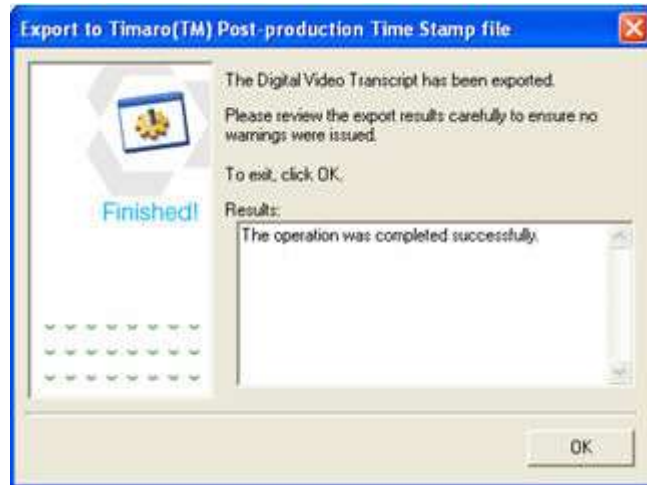 Export to Timaro(TM) Post-production Time Stamp file
The Digital Video Transcript has been exported.
Please review the export results carefully to ensure no
warnings were issued.
To exit, click OK.
Finished!
Results:
The operation was completed successfully.
OK